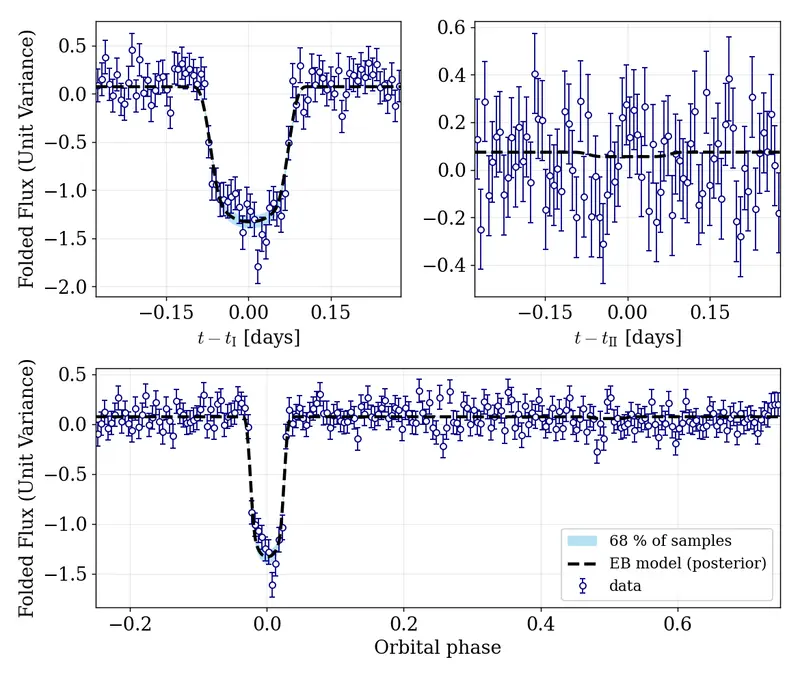 Folded Flux (Unit Variance)
0.5
0.0
−0.5
−1.0
−1.5
−2.0
−0.15 0.00 0.15
t − tI [days]
0.6
0.4
0.2
0.0
−0.2
−0.4
−0.15 0.00 0.15
t − tII [days]
Folded Flux (Unit Variance)
0.5
0.0
−0.5
−1.0
−1.5
68 % of samples
EB model (posterior)
data
−0.2 0.0 0.2 0.4 0.6
Orbital phase